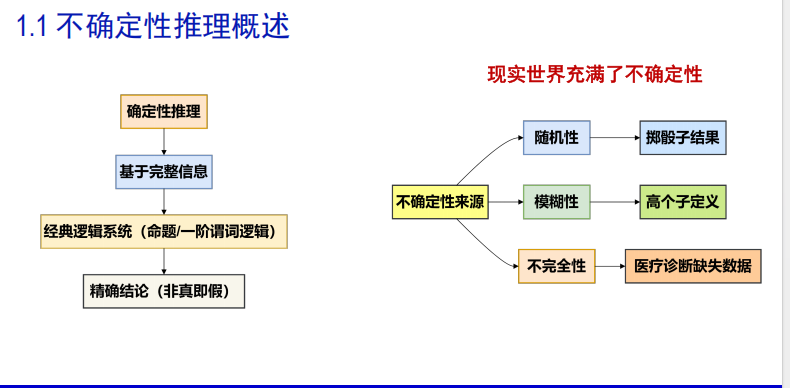 1.1 不确定性推理概述
确定性推理
基于完整信息
经典逻辑系统（命题/一阶谓词逻辑）
精确结论（非真即假）
现实世界充满了不确定性
不确定性来源
随机性
掷骰子结果
模糊性
高个子定义
不完全性
医疗诊断缺失数据